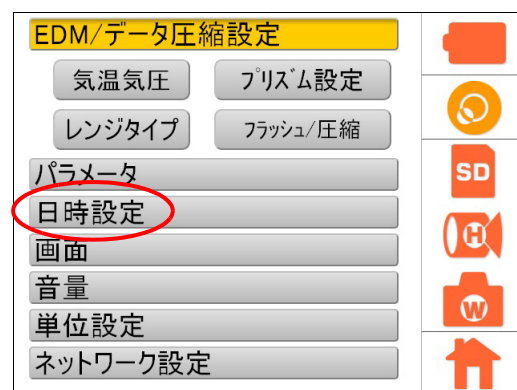 EDM/データ圧縮設定
気温気圧 プリズム設定
レンジタイプ フラッシュ/圧縮
パラメータ
SD
日時設定
H
画面
音量
W
単位設定
ネットワーク設定